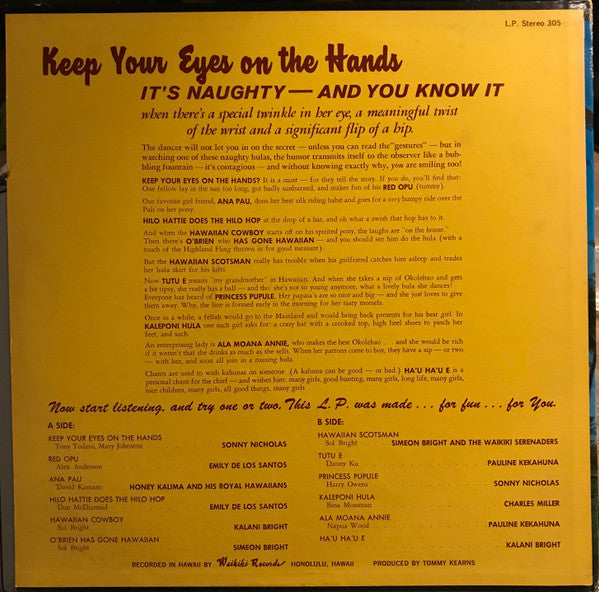 L.P. Stereo 305
Keep Your Eyes on the Hands
IT'S NAUGHTY — AND YOU KNOW IT
when there's a special twinkle in her eye, a meaningful twist
of the wrist and a significant flip of a hip.
The dancer will not let you in on the secret — unless you can read the "gestures" — but in
watching one of these naughty hulas, the humor transmits itself to the observer like a bub-
bling fountain — it's contagious — and without knowing exactly why, you are smiling too!
KEEP YOUR EYES ON THE HANDS? It is a must — for they tell the story. If you do, you'll find that:
One fellow lay in the sun too long, got badly sunburned, and makes fun of his RED OPU (tummy).
Our favorite girl friend, ANA PAU, dons her best silk riding habit and goes for a very bumpy ride over the
Pali on her pony.
HILO HATTIE DOES THE HILO HOP at the drop of a hat, and oh what a swish that hop has to it.
And when the HAWAIIAN COWBOY starts off on his spirited pony, the laughs are "on the house."
Then there's O'BRIEN who HAS GONE HAWAIIAN — and you should see him do the hula (with a
touch of the Highland Fling thrown in for good measure)
But the HAWAIIAN SCOTSMAN really has trouble when his girlfriend catches him asleep and trades
her hula skirt for his kilts.
Now TUTU E means "my grandmother" in Hawaiian. And when she takes a nip of Okolehao and gets
a bit tipsy, she really has a ball — and tho' she's not so young anymore, what a lively hula she dances!
Everyone has heard of PRINCESS PUPULE. Her papaia's are so nice and big — and she just loves to give
them away. Why, the line is formed early in the morning for her tasty morsels.
Once in a while, a fellah would go to the Mainland and would bring back presents for his best girl. In
KALEPONI HULA one such girl asks for: a crazy hat with a crooked top, high heel shoes to pinch her
feet, and such.
An enterprising lady is ALA MOANA ANNIE, who makes the best Okolehao . . . and she would be rich
if it weren't that she drinks as much as she sells. When her patrons come to buy, they have a sip — or two
— with her, and soon all join in a rousing hula.
Chants are used to wish kahunas on someone. (A kahuna can be good — or bad.) HA'U HA'U E is a
personal chant for the chief — and wishes him: many girls, good hunting, many girls, long life, many girls,
nice children, many girls, all good things, many girls . .
Now start listening, and try one or two. This L.P. was made . . . for fun . . . for You.
A SIDE:
KEEP YOUR EYES ON THE HANDS
Tony Todaro, Mary Johnston . . . . . SONNY NICHOLAS
RED OPU
Alex Anderson . . . . . EMILY DE LOS SANTOS
ANA PAU
David Kamano . . . HONEY KALIMA AND HIS ROYAL HAWAIIANS
HILO HATTIE DOES THE HILO HOP
Don McDiarmid . . . . . EMILY DE LOS SANTOS
HAWAIIAN COWBOY
Sol Bright . . . . . KALANI BRIGHT
O'BRIEN HAS GONE HAWAIIAN
Sol Bright . . . . . SIMEON BRIGHT
B SIDE:
HAWAIIAN SCOTSMAN
Sol Bright . . . SIMEON BRIGHT AND THE WAIKIKI SERENADERS
TUTU E
Danny Ku . . . . . PAULINE KEKAHUNA
PRINCESS PUPULE
Harry Owens . . . . . SONNY NICHOLAS
KALEPONI HULA
Bina Mossman . . . . . CHARLES MILLER
ALA MOANA ANNIE
Napua Wood . . . . . PAULINE KEKAHUNA
HA'U HA'U E
. . . . . KALANI BRIGHT
RECORDED IN HAWAII BY Waikiki Records HONOLULU, HAWAII PRODUCED BY TOMMY KEARNS